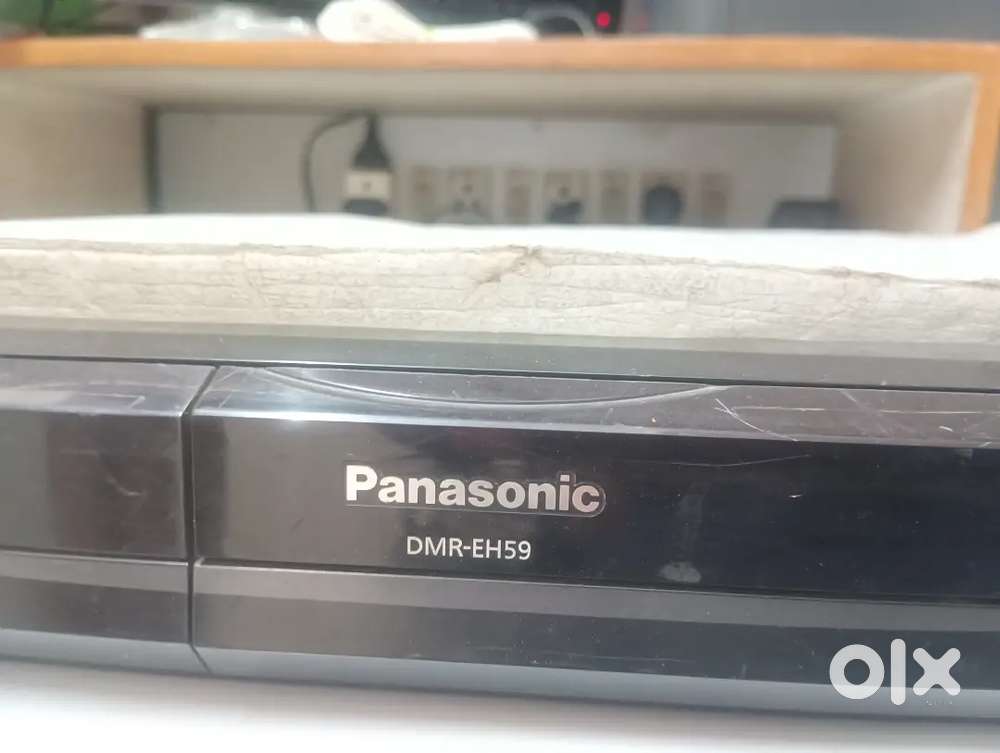 Panasonic
DMR-EH59
olx